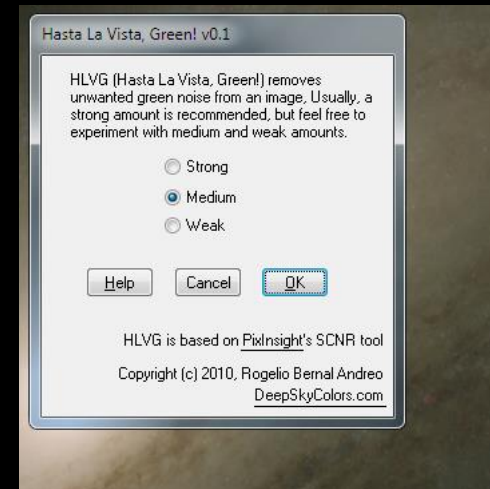 Hasta La Vista, Green! v0.1
HLVG (Hasta La Vista, Green!) removes
unwanted green noise from an image, Usually, a
strong amount is recommended, but feel free to
experiment with medium and weak amounts.
Strong
Medium
Weak
Help Cancel OK
HLVG is based on PixInsight's SCNR tool
Copyright (c) 2010, Rogelio Bernal Andreo
DeepSkyColors.com